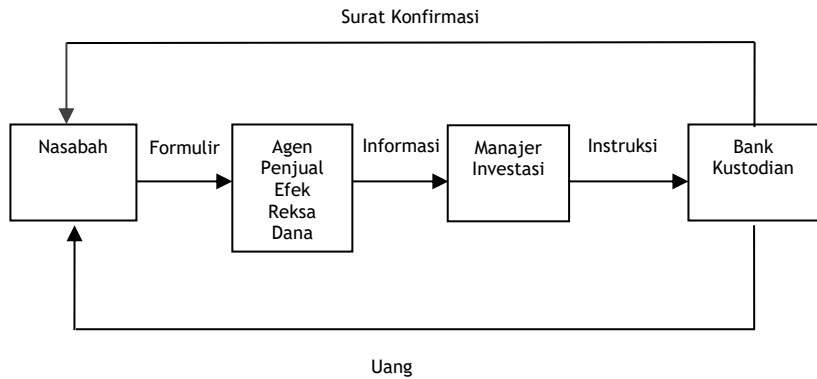 Surat Konfirmasi
Nasabah
Formulir
Agen
Penjual
Efek
Reksa
Dana
Informasi
Manajer
Investasi
Instruksi
Bank
Kustodian
Uang